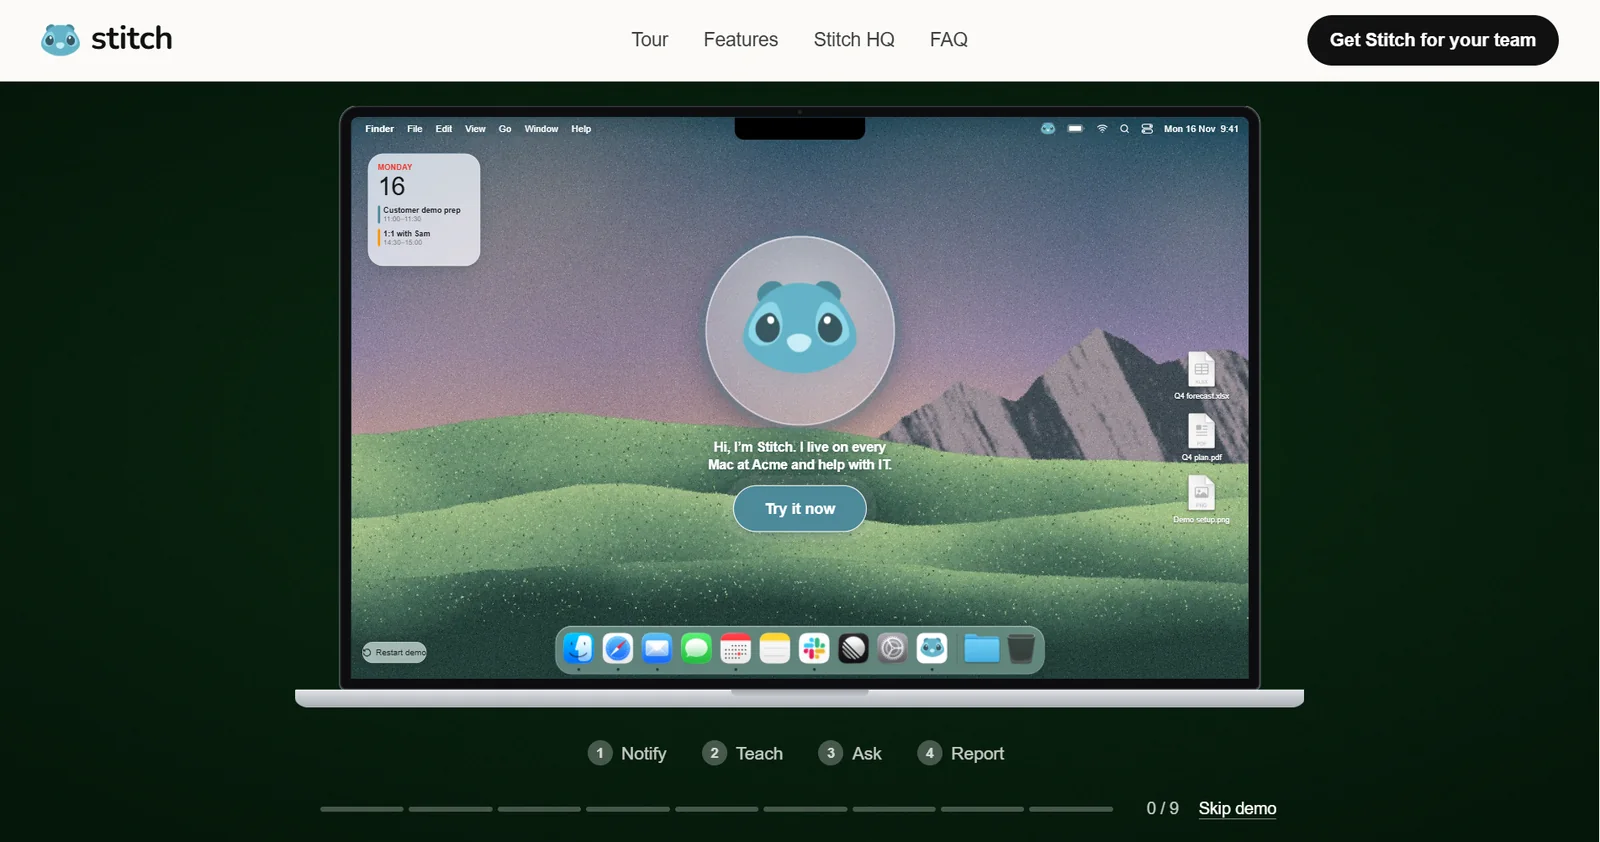 stitch
Tour
Features
Stitch HQ
FAQ
Get Stitch for your team
Finder
File
Edit
View
Go
Window
Help
Mon 16 Nov 9:41
MONDAY
16
Customer demo prep
11:00–11:30
1:1 with Sam
14:30–15:00
Hi, I'm Stitch. I live on every
Mac at Acme and help with IT.
Try it now
XLSX
Q4 forecast.xlsx
PDF
Q4 plan.pdf
PNG
Demo setup.png
Restart demo
1 Notify
2 Teach
3 Ask
4 Report
0 / 9
Skip demo